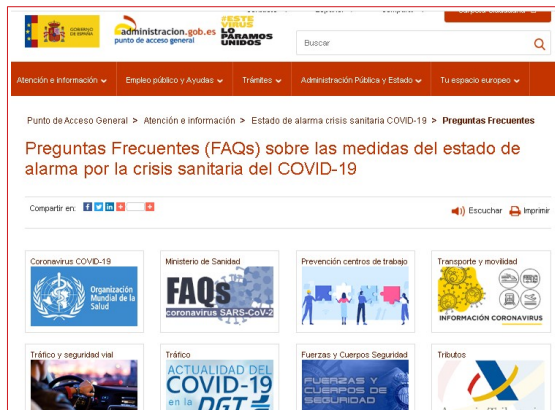 GOBIERNO
DE ESPAÑA
administracion.gob.es
punto de acceso general
#ESTE
VIRUS
LO
PARAMOS
UNIDOS
Buscar
Atención e información
Empleo público y Ayudas
Trámites
Administración Pública y Estado
Tu espacio europeo
Punto de Acceso General > Atención e información > Estado de alarma crisis sanitaria COVID-19 > Preguntas Frecuentes
Preguntas Frecuentes (FAQs) sobre las medidas del estado de
alarma por la crisis sanitaria del COVID-19
Compartir en:
Escuchar
Imprimir
Coronavirus COVID-19
Organización
Mundial de la
Salud
Ministerio de Sanidad
FAQs
coronavirus SARS-CoV-2
Prevención centros de trabajo
Transporte y movilidad
INFORMACIÓN CORONAVIRUS
Tráfico y seguridad vial
Tráfico
ACTUALIDAD DEL
COVID-19
en la DGT
Fuerzas y Cuerpos Seguridad
FUERZAS Y
CUERPOS DE
SEGURIDAD
Tributos